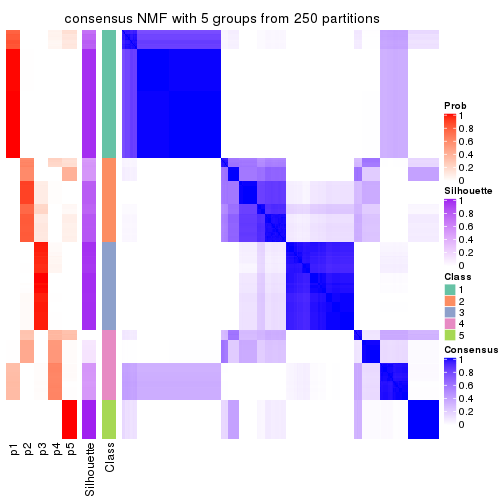 consensus NMF with 5 groups from 250 partitions
p1
p2
p3
p4
p5
Silhouette
Class
Prob
1
0.8
0.6
0.4
0.2
0
Silhouette
1
0.8
0.6
0.4
0.2
0
Class
1
2
3
4
5
Consensus
1
0.8
0.6
0.4
0.2
0